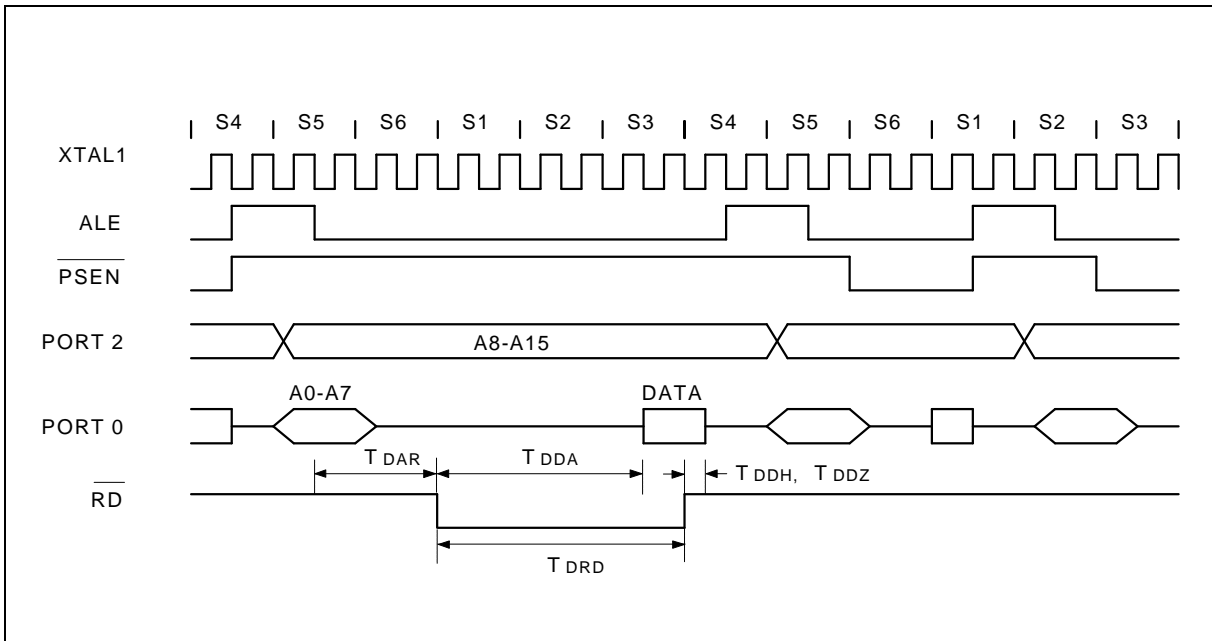 S4 S5 S6 S1 S2 S3 S4 S5 S6 S1 S2 S3
XTAL1
ALE
PSEN
PORT 2 A8-A15
A0-A7 DATA
PORT 0
T DAR T DDA T DDH, T DDZ
RD
T DRD